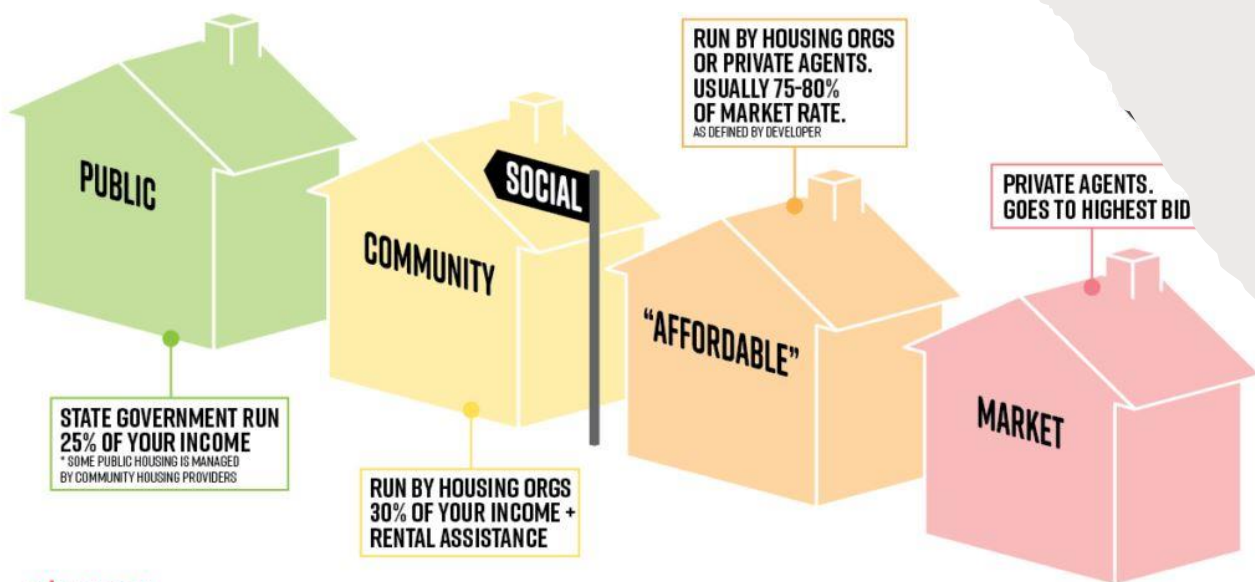 PUBLIC
STATE GOVERNMENT RUN
25% OF YOUR INCOME
* SOME PUBLIC HOUSING IS MANAGED
BY COMMUNITY HOUSING PROVIDERS
COMMUNITY
SOCIAL
RUN BY HOUSING ORGS
30% OF YOUR INCOME +
RENTAL ASSISTANCE
RUN BY HOUSING ORGS
OR PRIVATE AGENTS.
USUALLY 75-80%
OF MARKET RATE.
AS DEFINED BY DEVELOPER
“AFFORDABLE”
PRIVATE AGENTS.
GOES TO HIGHEST BID
MARKET